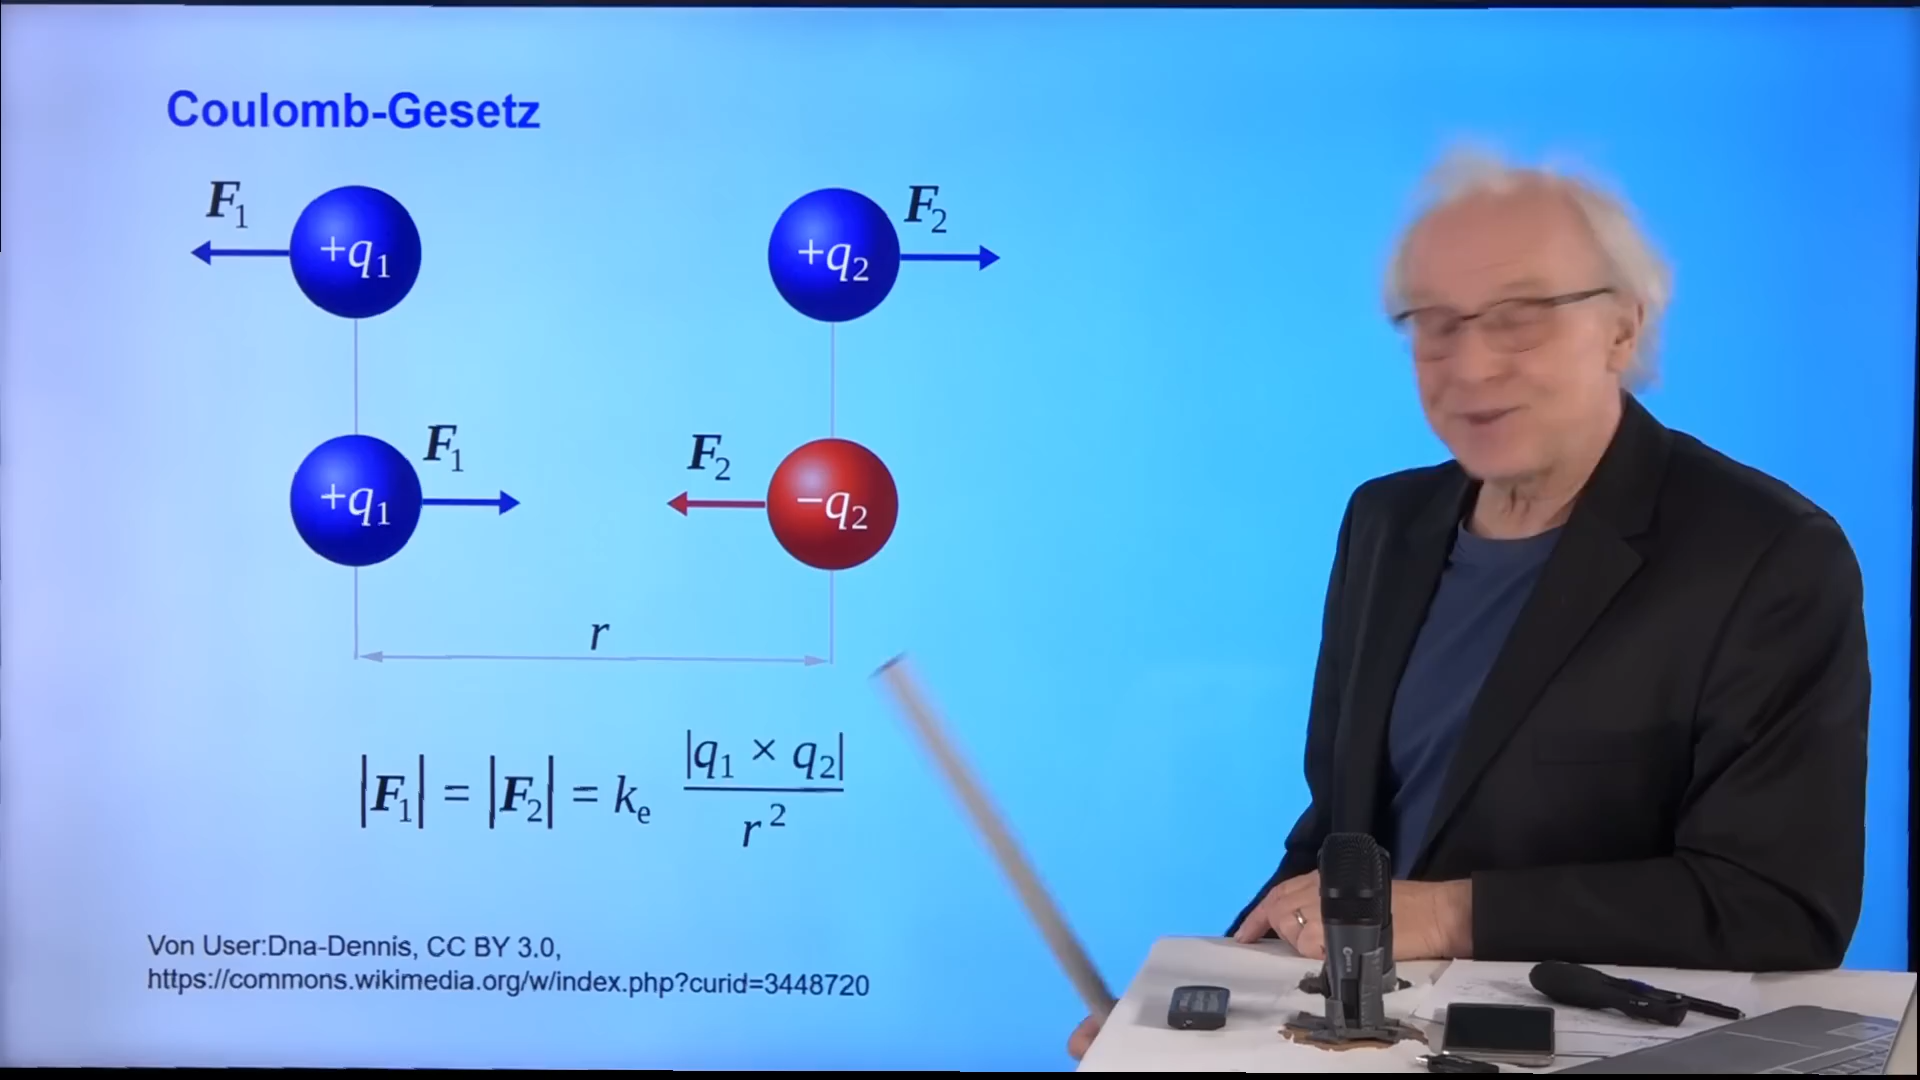 Coulomb-Gesetz
F₁ +q₁ +q₂ F₂
+q₁ F₁ F₂ −q₂
r
|F₁| = |F₂| = kₑ |q₁ × q₂| / r²
Von User:Dna-Dennis, CC BY 3.0,
https://commons.wikimedia.org/w/index.php?curid=3448720